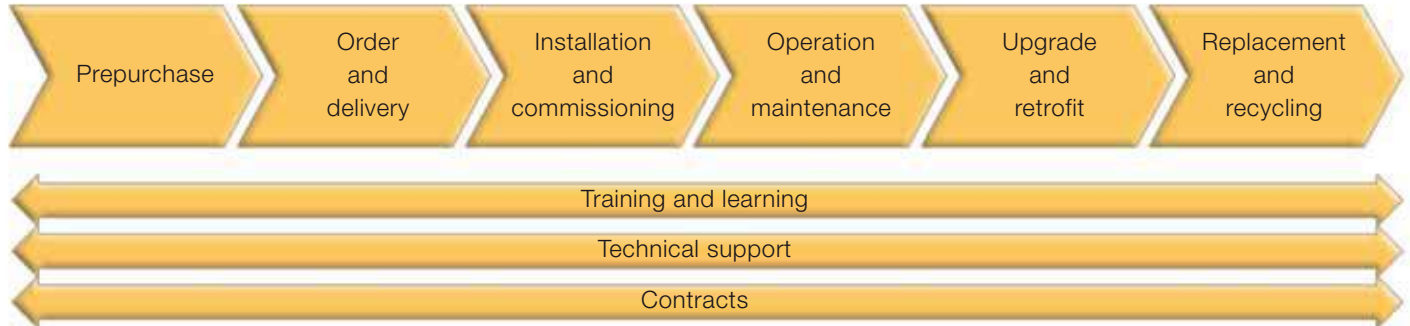 Prepurchase
Order
and
delivery
Installation
and
commissioning
Operation
and
maintenance
Upgrade
and
retrofit
Replacement
and
recycling
Training and learning
Technical support
Contracts